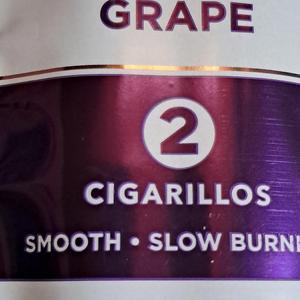 GRAPE
2
CIGARILLOS
SMOOTH • SLOW BURN